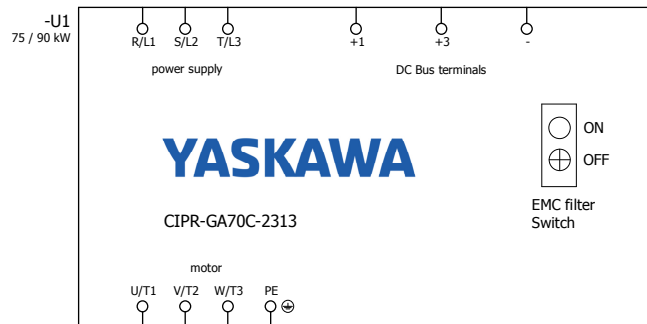 -U1
75 / 90 kW
R/L1 S/L2 T/L3 +1 +3 -
power supply DC Bus terminals
ON
YASKAWA
OFF
EMC filter
Switch
CIPR-GA70C-2313
motor
U/T1 V/T2 W/T3 PE